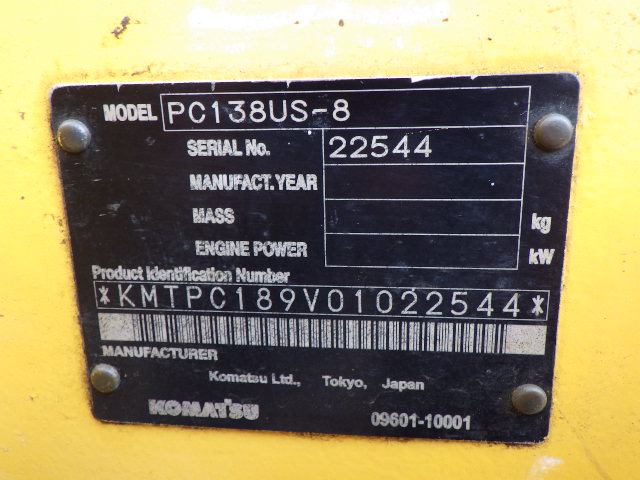 MODEL PC138US-8
SERIAL No. 22544
MANUFACT. YEAR
MASS kg
ENGINE POWER kW
Product Identification Number
*KMTPC189V01022544*
MANUFACTURER
Komatsu Ltd., Tokyo, Japan
KOMATSU 09601-10001